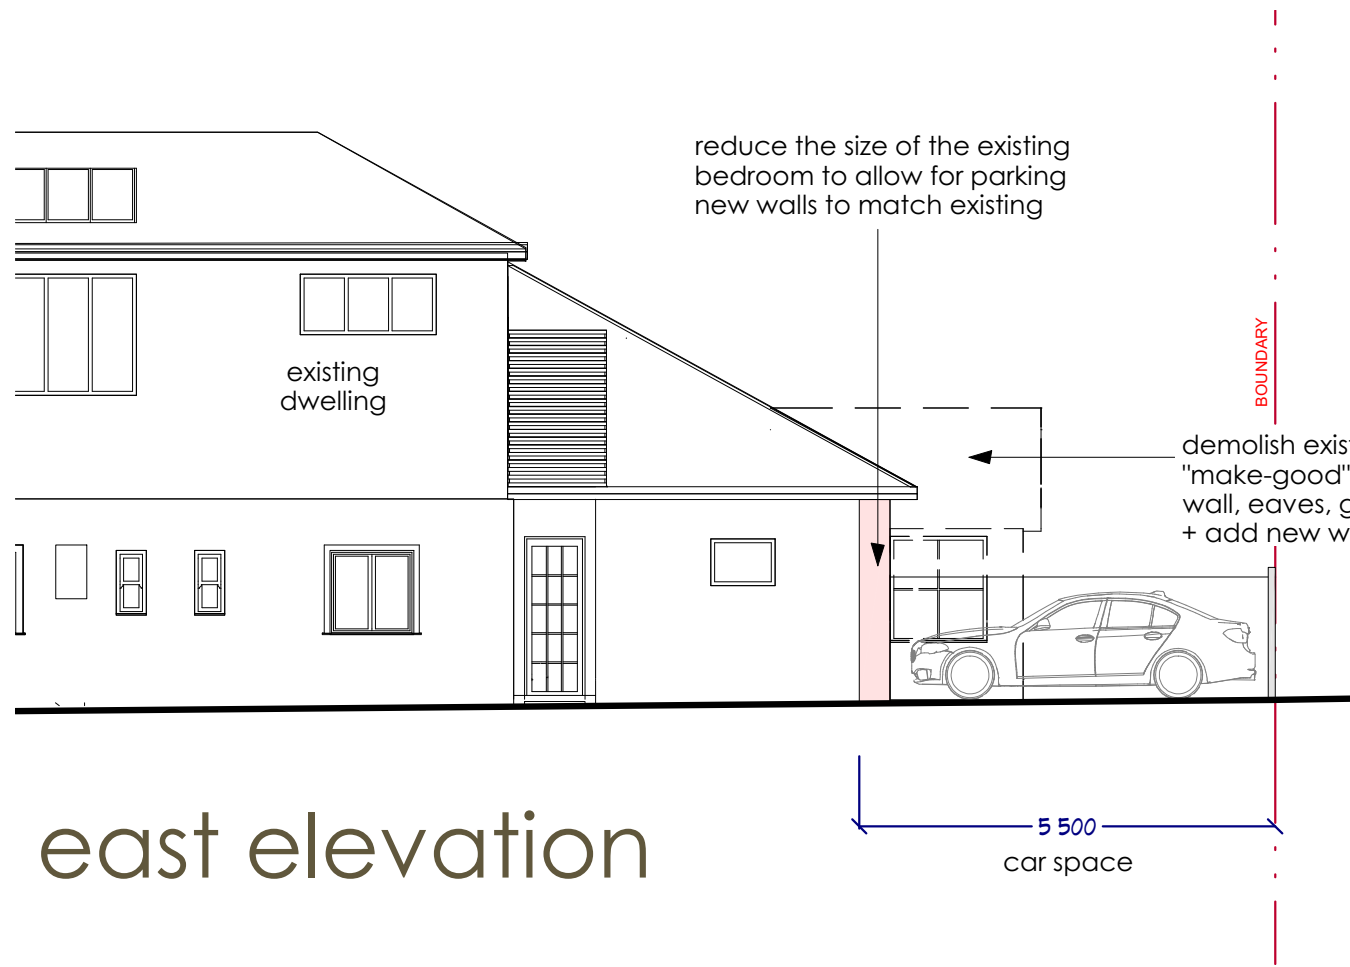 reduce the size of the existing
bedroom to allow for parking
new walls to match existing
BOUNDARY
existing
dwelling
demolish
"make-good"
wall, eaves,
+ add new
5 500
car space
east elevation